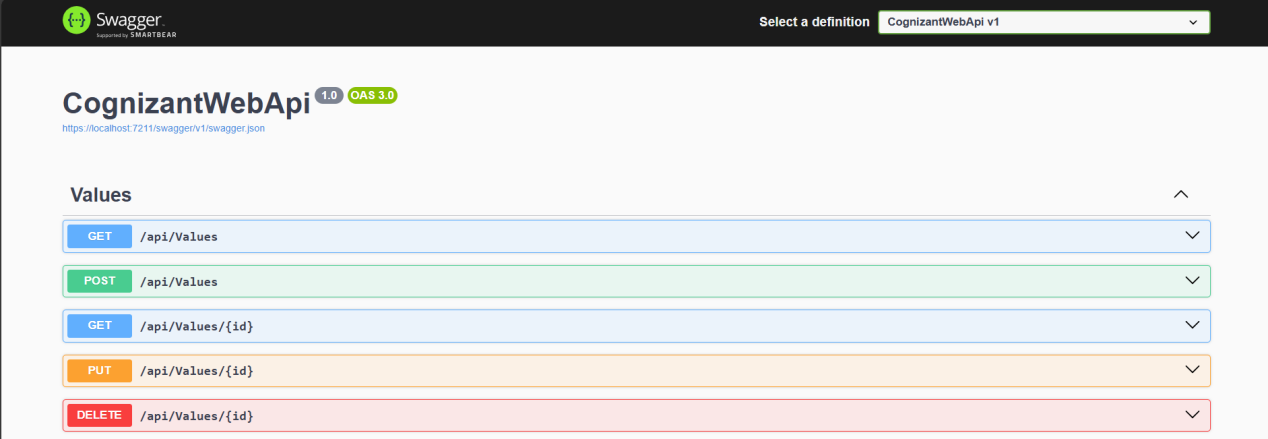 {··} Swagger.
Supported by SMARTBEAR
Select a definition CognizantWebApi v1
CognizantWebApi 1.0 OAS 3.0
https://localhost:7211/swagger/v1/swagger.json
Values
GET /api/Values
POST /api/Values
GET /api/Values/{id}
PUT /api/Values/{id}
DELETE /api/Values/{id}